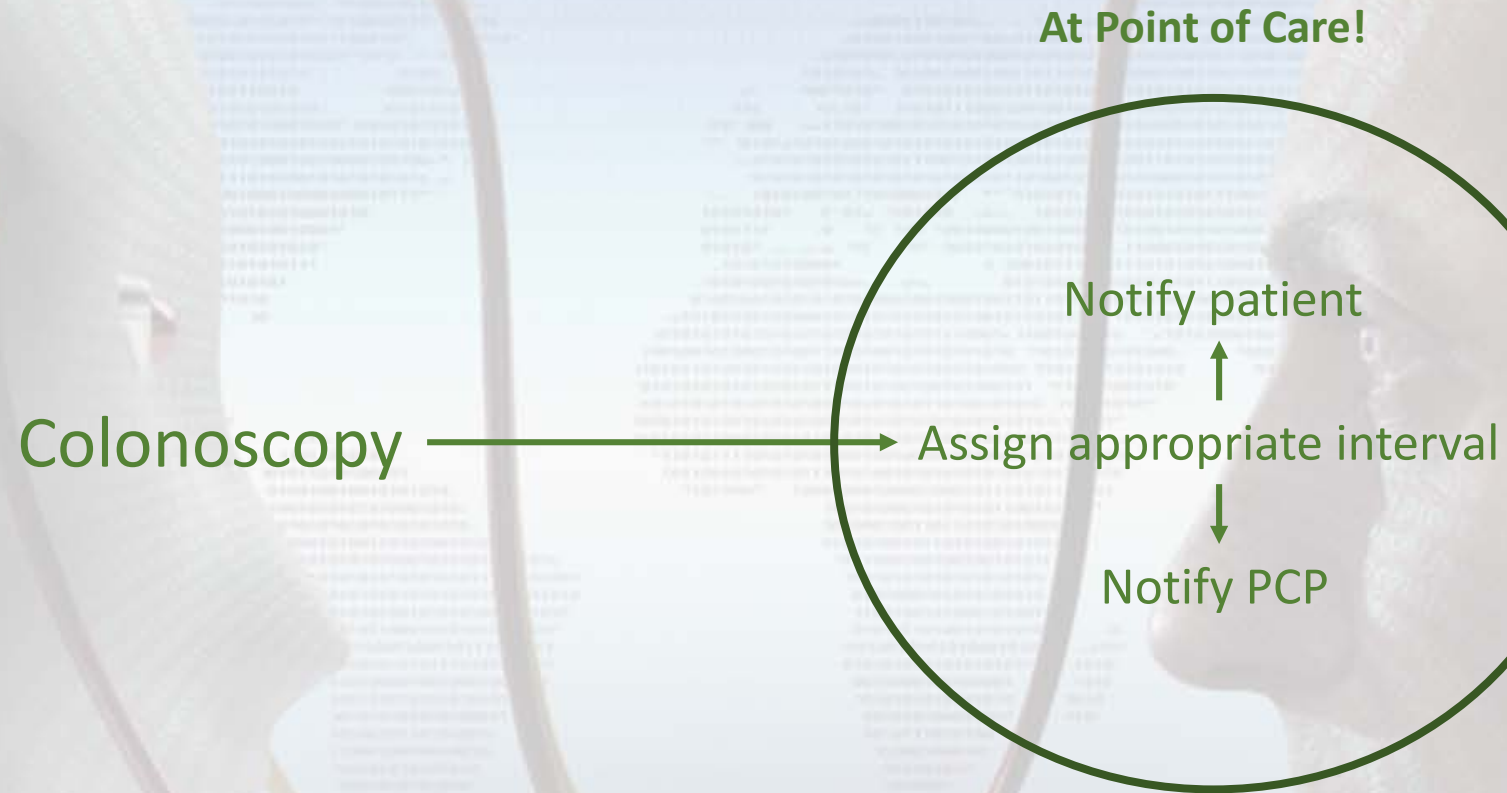 At Point of Care!
Notify patient
Colonoscopy
Assign appropriate interval
Notify PCP